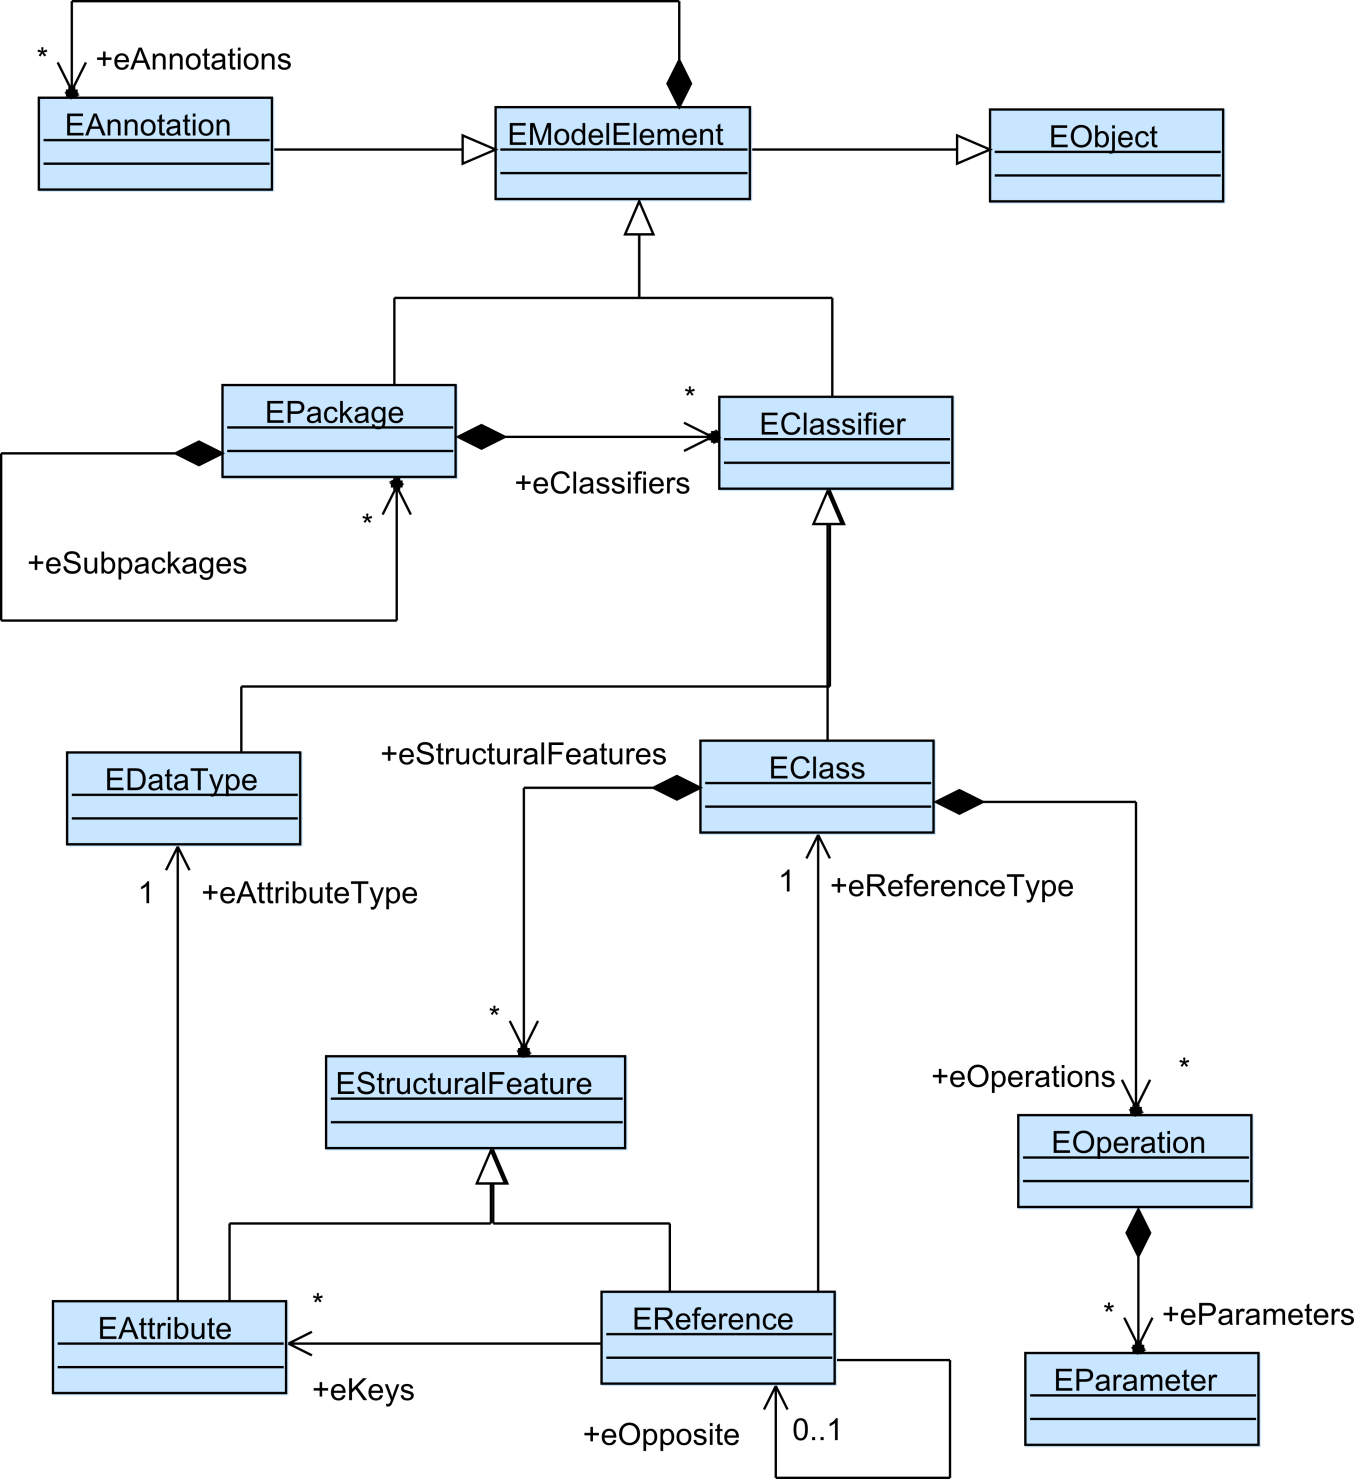 *
+eAnnotations
EAnnotation
EModelElement
EObject
*
EPackage
EClassifier
+eClassifiers
*
+eSubpackages
+eStructuralFeatures
EClass
EDataType
1
+eAttributeType
1
+eReferenceType
*
EStructuralFeature
*
+eOperations
EOperation
*
EAttribute
EReference
*
+eParameters
+eKeys
EParameter
+eOpposite
0..1